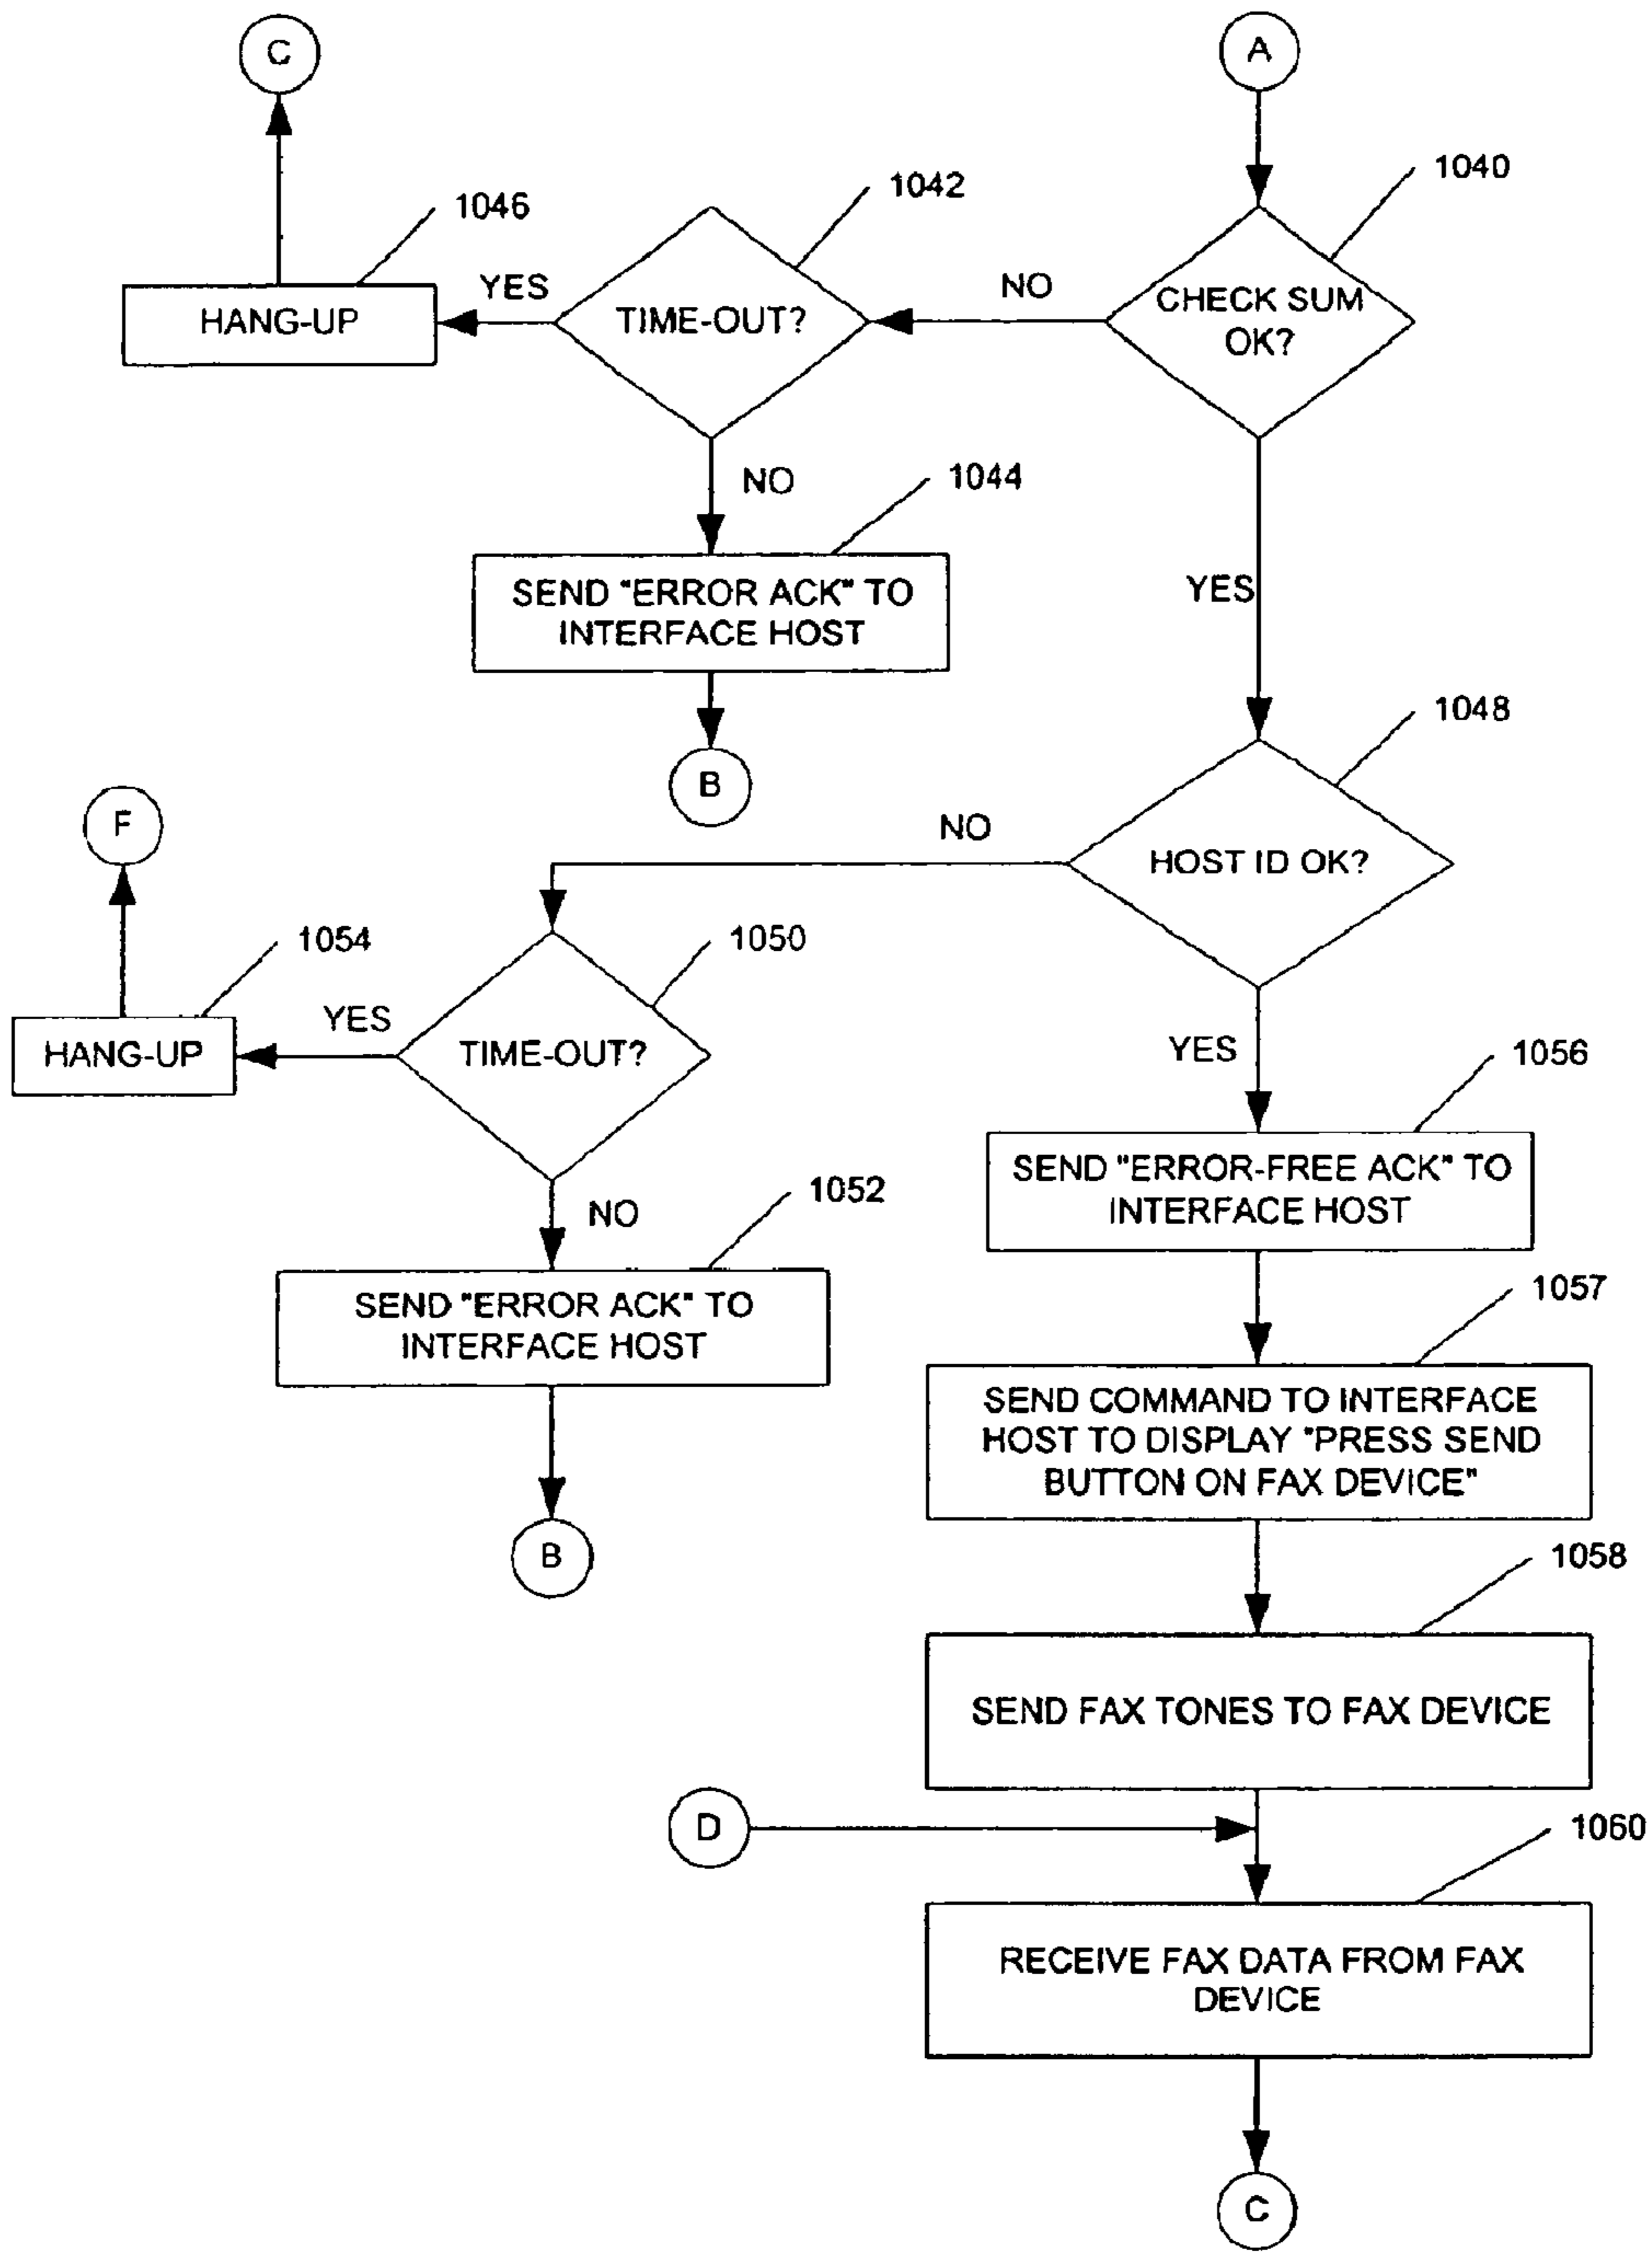 C
A
1046
1042
1040
HANG-UP
YES
TIME-OUT?
NO
CHECK SUM
OK?
NO
1044
SEND "ERROR ACK" TO
INTERFACE HOST
YES
B
1048
F
NO
HOST ID OK?
1054
1050
HANG-UP
YES
TIME-OUT?
YES
1056
NO
1052
SEND "ERROR-FREE ACK" TO
INTERFACE HOST
SEND "ERROR ACK" TO
INTERFACE HOST
1057
SEND COMMAND TO INTERFACE
HOST TO DISPLAY "PRESS SEND
BUTTON ON FAX DEVICE"
B
1058
SEND FAX TONES TO FAX DEVICE
D
1060
RECEIVE FAX DATA FROM FAX
DEVICE
C